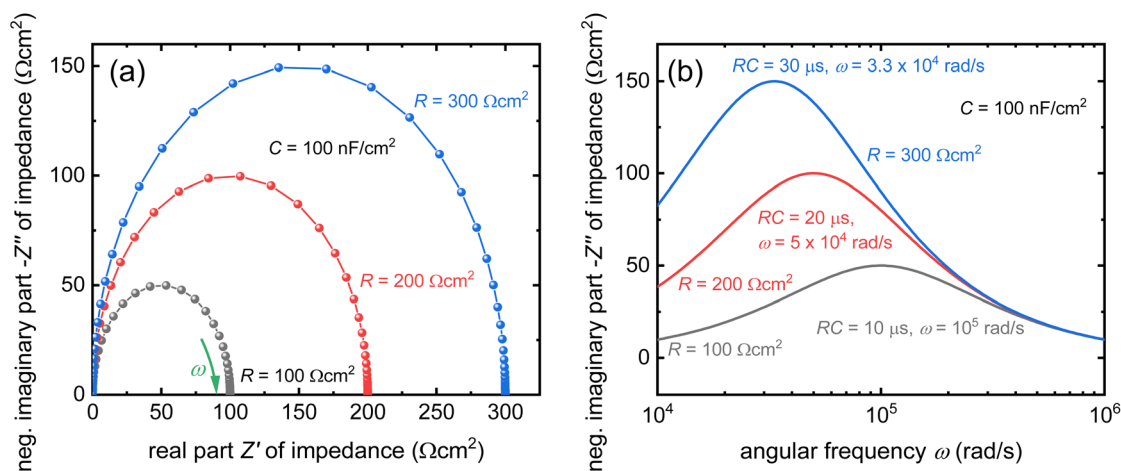 (a)
150
100
50
0
0
50
100
150
200
250
300
neg. imaginary part -Z″ of impedance (Ωcm²)
real part Z′ of impedance (Ωcm²)
R = 300 Ωcm²
C = 100 nF/cm²
R = 200 Ωcm²
R = 100 Ωcm²
ω
(b)
150
100
50
0
10⁴
10⁵
10⁶
neg. imaginary part -Z″ of impedance (Ωcm²)
angular frequency ω (rad/s)
RC = 30 μs, ω = 3.3 x 10⁴ rad/s
C = 100 nF/cm²
R = 300 Ωcm²
RC = 20 μs,
ω = 5 x 10⁴ rad/s
R = 200 Ωcm²
RC = 10 μs, ω = 10⁵ rad/s
R = 100 Ωcm²